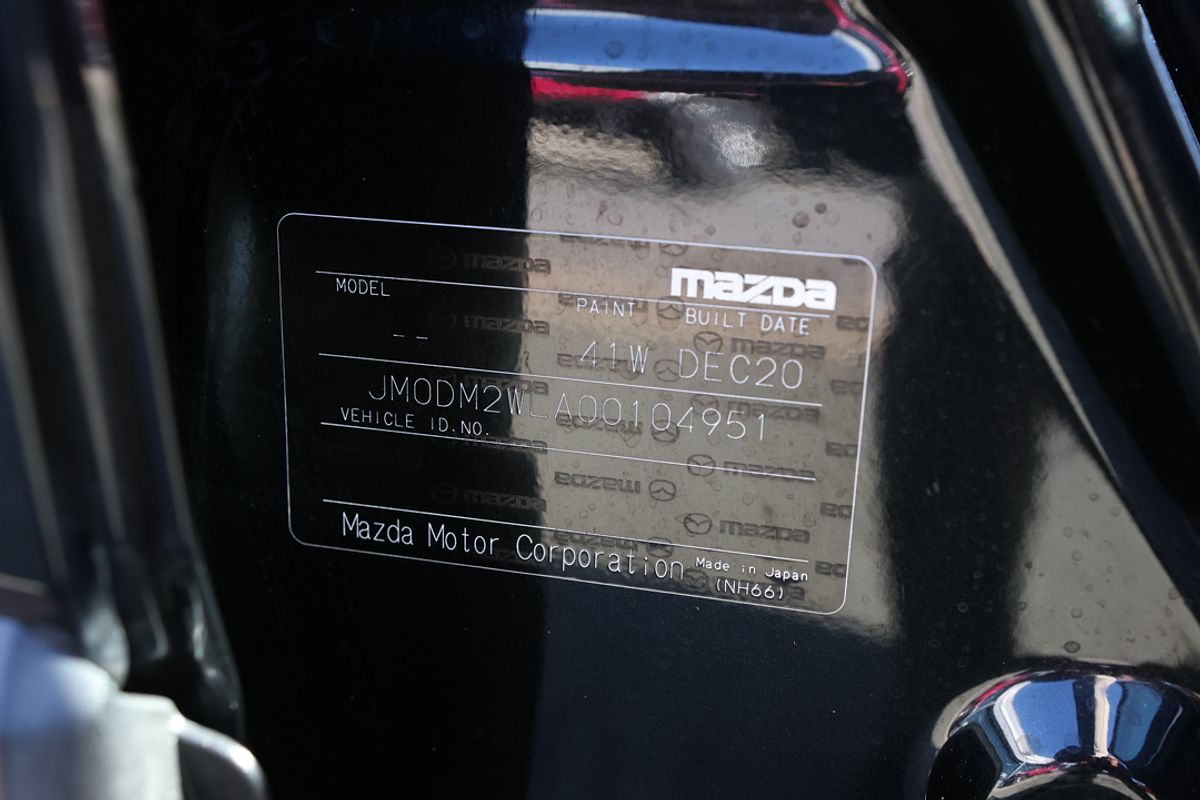 mazda
MODEL PAINT BUILT DATE
-- 41W DEC20
JM0DM2WLA00104951
VEHICLE ID.NO.
Mazda Motor Corporation Made in Japan
(NH66)